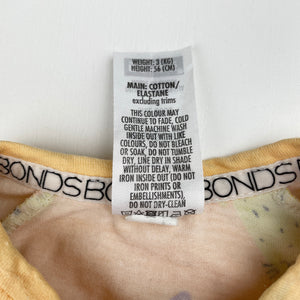 WEIGHT: 3 (KG)
HEIGHT: 56 (CM)
MAIN: COTTON/
ELASTANE
excluding trims
THIS COLOUR MAY
CONTINUE TO FADE, COLD
GENTLE MACHINE WASH
INSIDE OUT WITH LIKE
COLOURS, DO NOT BLEACH
OR SOAK, DO NOT TUMBLE
DRY, LINE DRY IN SHADE
WITHOUT DELAY, WARM
IRON INSIDE OUT (DO NOT
IRON PRINTS OR
EMBELLISHMENTS),
DO NOT DRY-CLEAN
BONDSBO
BONDS